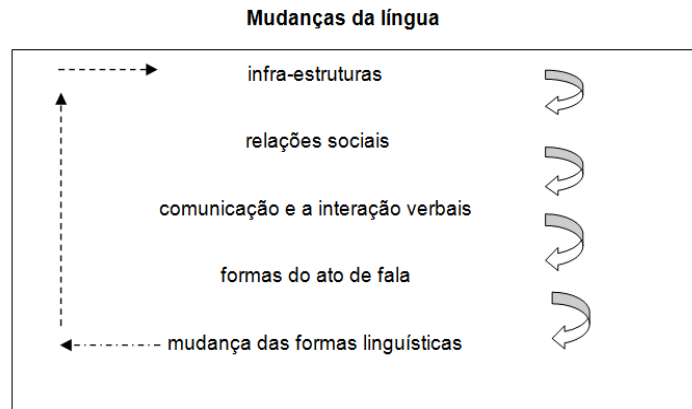 Mudanças da língua
infra-estruturas
relações sociais
comunicação e a interação verbais
formas do ato de fala
mudança das formas linguísticas